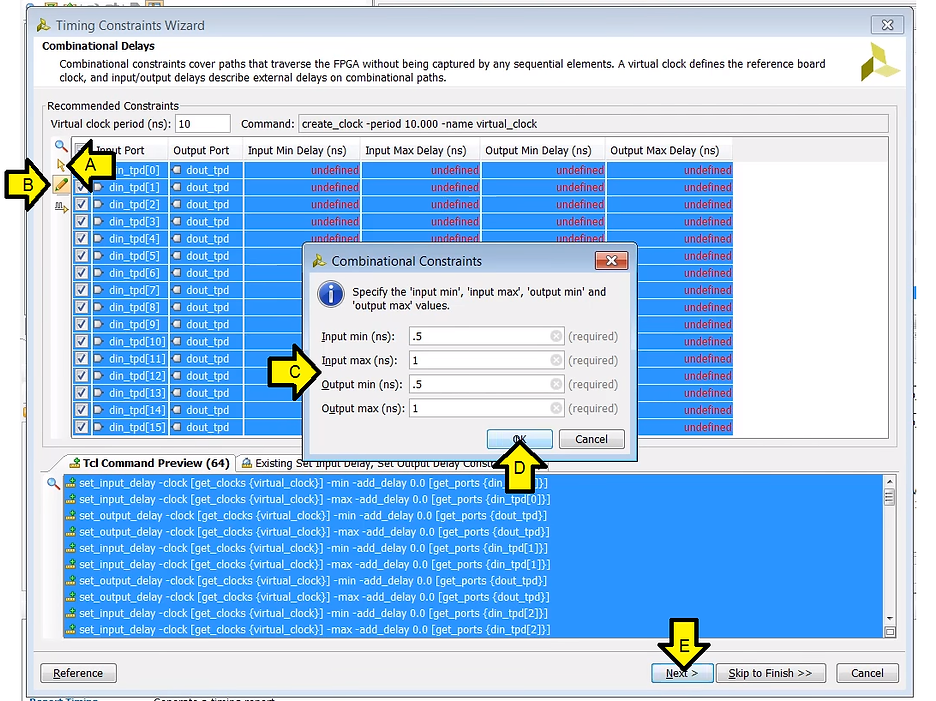 Timing Constraints Wizard
Combinational Delays
Combinational constraints cover paths that traverse the FPGA without being captured by any sequential elements. A virtual clock defines the reference board
clock, and input/output delays describe external delays on combinational paths.
Recommended Constraints
Virtual clock period (ns): 10 Command: create_clock -period 10.000 -name virtual_clock
Input Port Output Port Input Min Delay (ns) Input Max Delay (ns) Output Min Delay (ns) Output Max Delay (ns)
A
din_tpd[0] dout_tpd undefined undefined undefined undefined
B
din_tpd[1] dout_tpd undefined undefined undefined undefined
din_tpd[2] dout_tpd undefined undefined undefined undefined
din_tpd[3] dout_tpd undefined undefined undefined undefined
din_tpd[4] dout_tpd undefined undefined undefined undefined
din_tpd[5] dout_tpd undefined
din_tpd[6] dout_tpd undefined
din_tpd[7] dout_tpd undefined
din_tpd[8] dout_tpd undefined
din_tpd[9] dout_tpd undefined
din_tpd[10] dout_tpd undefined
din_tpd[11] dout_tpd undefined
din_tpd[12] dout_tpd undefined
din_tpd[13] dout_tpd undefined
din_tpd[14] dout_tpd undefined
din_tpd[15] dout_tpd undefined
Combinational Constraints
Specify the 'input min', 'input max', 'output min' and
'output max' values.
Input min (ns): .5 (required)
Input max (ns): 1 (required)
C
Output min (ns): .5 (required)
Output max (ns): 1 (required)
OK Cancel
D
Tcl Command Preview (64) Existing Set Input Delay, Set Output Delay
set_input_delay -clock [get_clocks {virtual_clock}] -min -add_delay 0.0 [get_ports {din_
set_input_delay -clock [get_clocks {virtual_clock}] -max -add_delay 0.0 [get_ports {din_tpd[0]}]
set_output_delay -clock [get_clocks {virtual_clock}] -min -add_delay 0.0 [get_ports {dout_tpd}]
set_output_delay -clock [get_clocks {virtual_clock}] -max -add_delay 0.0 [get_ports {dout_tpd}]
set_input_delay -clock [get_clocks {virtual_clock}] -min -add_delay 0.0 [get_ports {din_tpd[1]}]
set_input_delay -clock [get_clocks {virtual_clock}] -max -add_delay 0.0 [get_ports {din_tpd[1]}]
set_output_delay -clock [get_clocks {virtual_clock}] -min -add_delay 0.0 [get_ports {dout_tpd}]
set_output_delay -clock [get_clocks {virtual_clock}] -max -add_delay 0.0 [get_ports {dout_tpd}]
set_input_delay -clock [get_clocks {virtual_clock}] -min -add_delay 0.0 [get_ports {din_tpd[2]}]
set_input_delay -clock [get_clocks {virtual_clock}] -max -add_delay 0.0 [get_ports {din_tpd[2]}]
E
Reference Next > Skip to Finish >> Cancel
Report Timing Generate a timing report